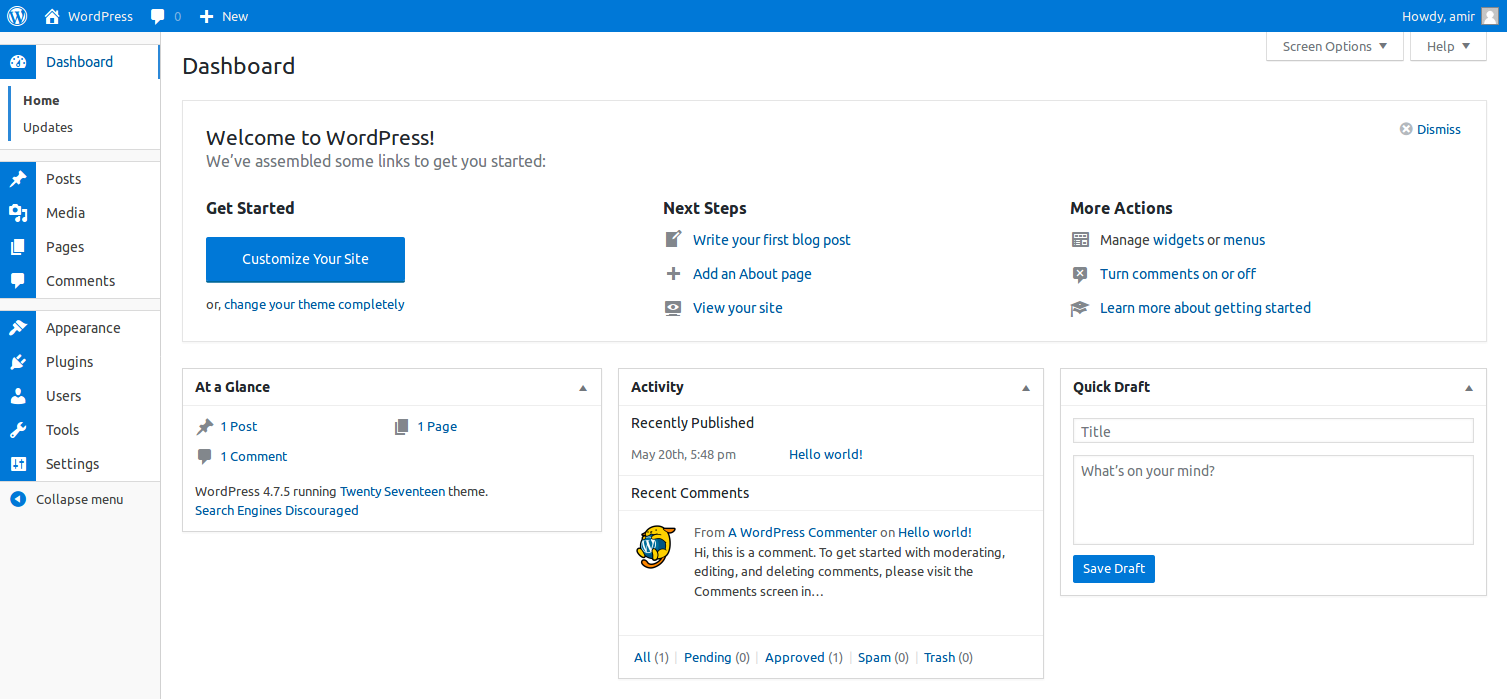 WordPress 0 New Howdy, amir
Dashboard
Home
Updates
Posts
Media
Pages
Comments
Appearance
Plugins
Users
Tools
Settings
Collapse menu
Screen Options Help
Dashboard
Welcome to WordPress!
We’ve assembled some links to get you started:
Dismiss
Get Started
Customize Your Site
or, change your theme completely
Next Steps
Write your first blog post
Add an About page
View your site
More Actions
Manage widgets or menus
Turn comments on or off
Learn more about getting started
At a Glance
1 Post 1 Page
1 Comment
WordPress 4.7.5 running Twenty Seventeen theme.
Search Engines Discouraged
Activity
Recently Published
May 20th, 5:48 pm Hello world!
Recent Comments
From A WordPress Commenter on Hello world!
Hi, this is a comment. To get started with moderating,
editing, and deleting comments, please visit the
Comments screen in…
All (1) | Pending (0) | Approved (1) | Spam (0) | Trash (0)
Quick Draft
Title
What’s on your mind?
Save Draft